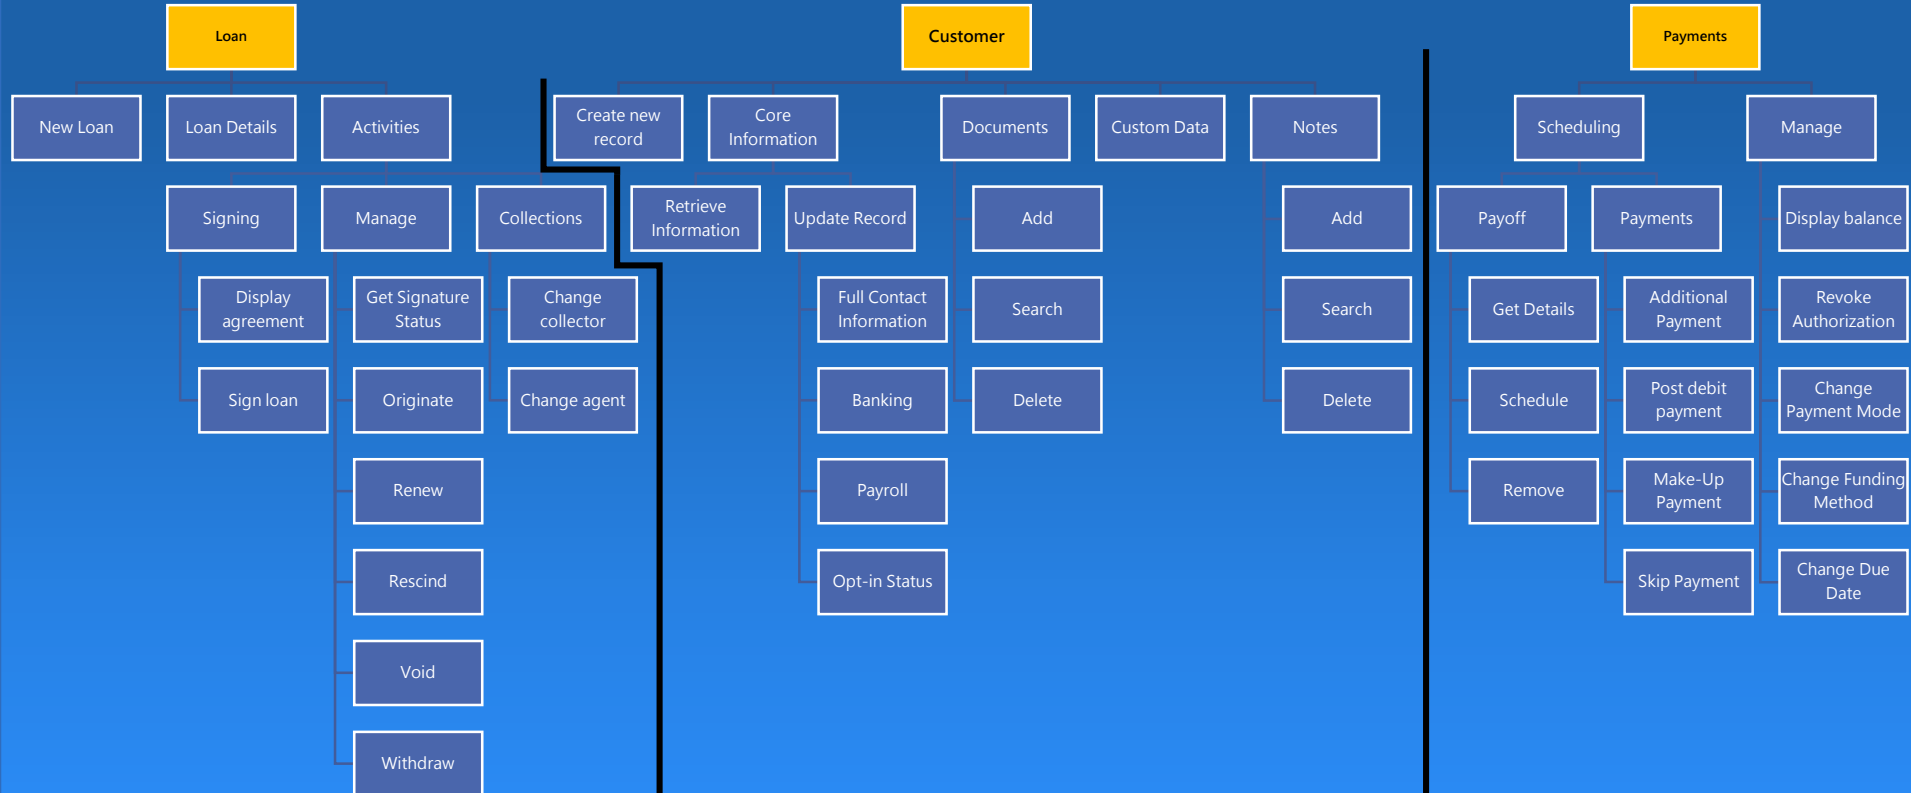 Loan
Customer
Payments
New Loan
Loan Details
Activities
Create new
record
Core
Information
Documents
Custom Data
Notes
Scheduling
Manage
Signing
Manage
Collections
Retrieve
Information
Update Record
Add
Add
Payoff
Payments
Display balance
Display
agreement
Get Signature
Status
Change
collector
Full Contact
Information
Search
Search
Get Details
Additional
Payment
Revoke
Authorization
Sign loan
Originate
Change agent
Banking
Delete
Delete
Schedule
Post debit
payment
Change
Payment Mode
Renew
Payroll
Remove
Make-Up
Payment
Change Funding
Method
Rescind
Opt-in Status
Skip Payment
Change Due
Date
Void
Withdraw